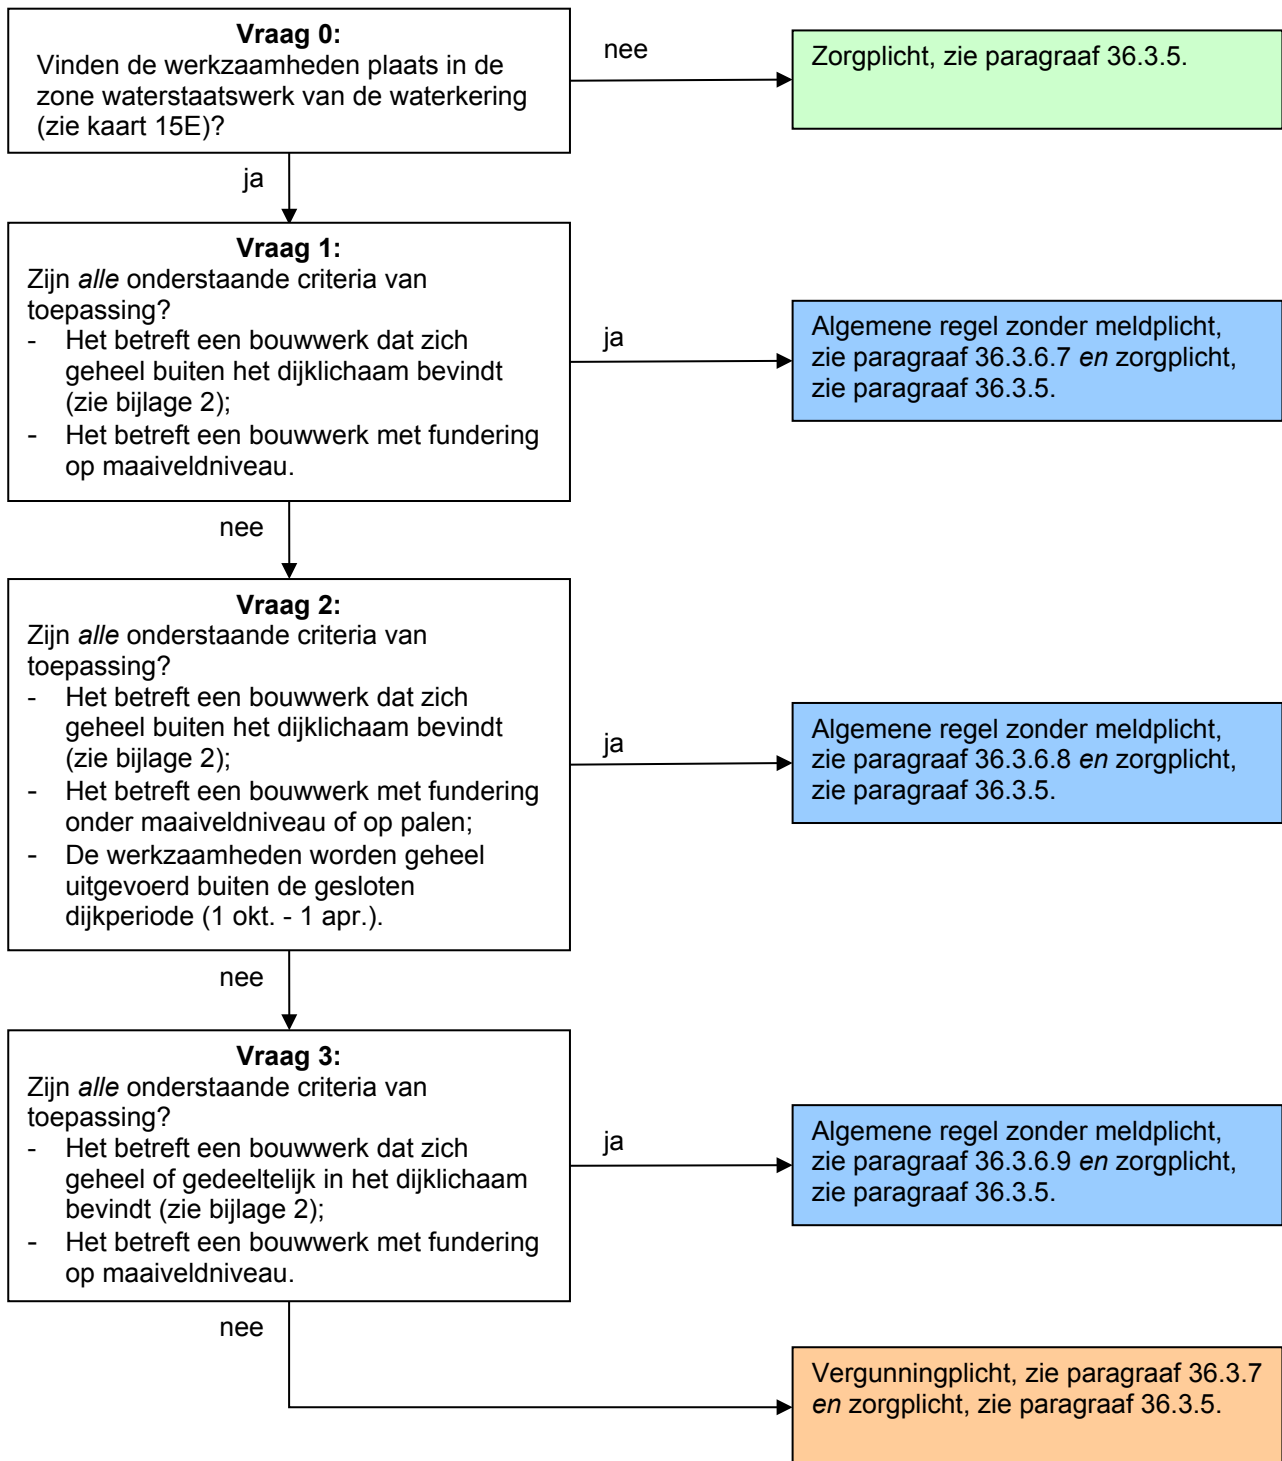 Vraag 0:
Vinden de werkzaamheden plaats in de
zone waterstaatswerk van de waterkering
(zie kaart 15E)?
nee
Zorgplicht, zie paragraaf 36.3.5.
ja
Vraag 1:
Zijn alle onderstaande criteria van
toepassing?
- Het betreft een bouwwerk dat zich
geheel buiten het dijklichaam bevindt
(zie bijlage 2);
- Het betreft een bouwwerk met fundering
op maaiveldniveau.
ja
Algemene regel zonder meldplicht,
zie paragraaf 36.3.6.7 en zorgplicht,
zie paragraaf 36.3.5.
nee
Vraag 2:
Zijn alle onderstaande criteria van
toepassing?
- Het betreft een bouwwerk dat zich
geheel buiten het dijklichaam bevindt
(zie bijlage 2);
- Het betreft een bouwwerk met fundering
onder maaiveldniveau of op palen;
- De werkzaamheden worden geheel
uitgevoerd buiten de gesloten
dijkperiode (1 okt. - 1 apr.).
ja
Algemene regel zonder meldplicht,
zie paragraaf 36.3.6.8 en zorgplicht,
zie paragraaf 36.3.5.
nee
Vraag 3:
Zijn alle onderstaande criteria van
toepassing?
- Het betreft een bouwwerk dat zich
geheel of gedeeltelijk in het dijklichaam
bevindt (zie bijlage 2);
- Het betreft een bouwwerk met fundering
op maaiveldniveau.
ja
Algemene regel zonder meldplicht,
zie paragraaf 36.3.6.9 en zorgplicht,
zie paragraaf 36.3.5.
nee
Vergunningplicht, zie paragraaf 36.3.7
en zorgplicht, zie paragraaf 36.3.5.